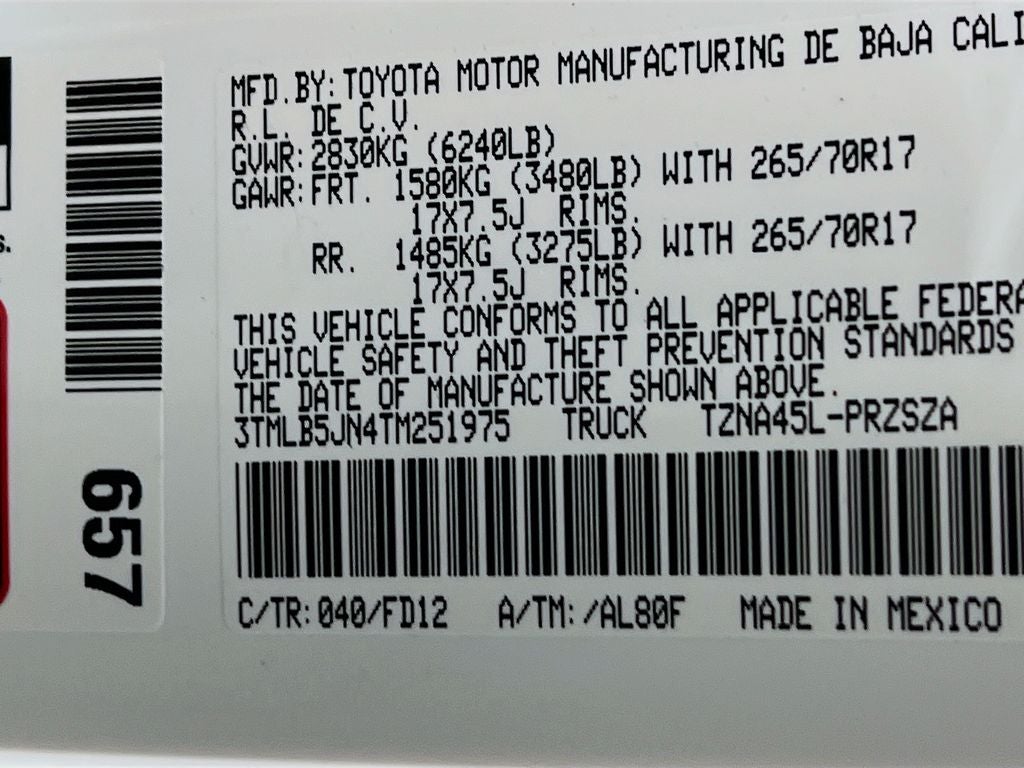 MFD.BY:TOYOTA MOTOR MANUFACTURING DE BAJA CALI
R.L. DE C.V.
GVWR:2830KG (6240LB)
GAWR:FRT. 1580KG (3480LB) WITH 265/70R17
17X7.5J RIMS.
RR. 1485KG (3275LB) WITH 265/70R17
17X7.5J RIMS.
THIS VEHICLE CONFORMS TO ALL APPLICABLE FEDERA
VEHICLE SAFETY AND THEFT PREVENTION STANDARDS
THE DATE OF MANUFACTURE SHOWN ABOVE.
3TMLB5JN4TM251975 TRUCK TZNA45L-PRZSZA
C/TR:040/FD12 A/TM:/AL80F MADE IN MEXICO
657
s.